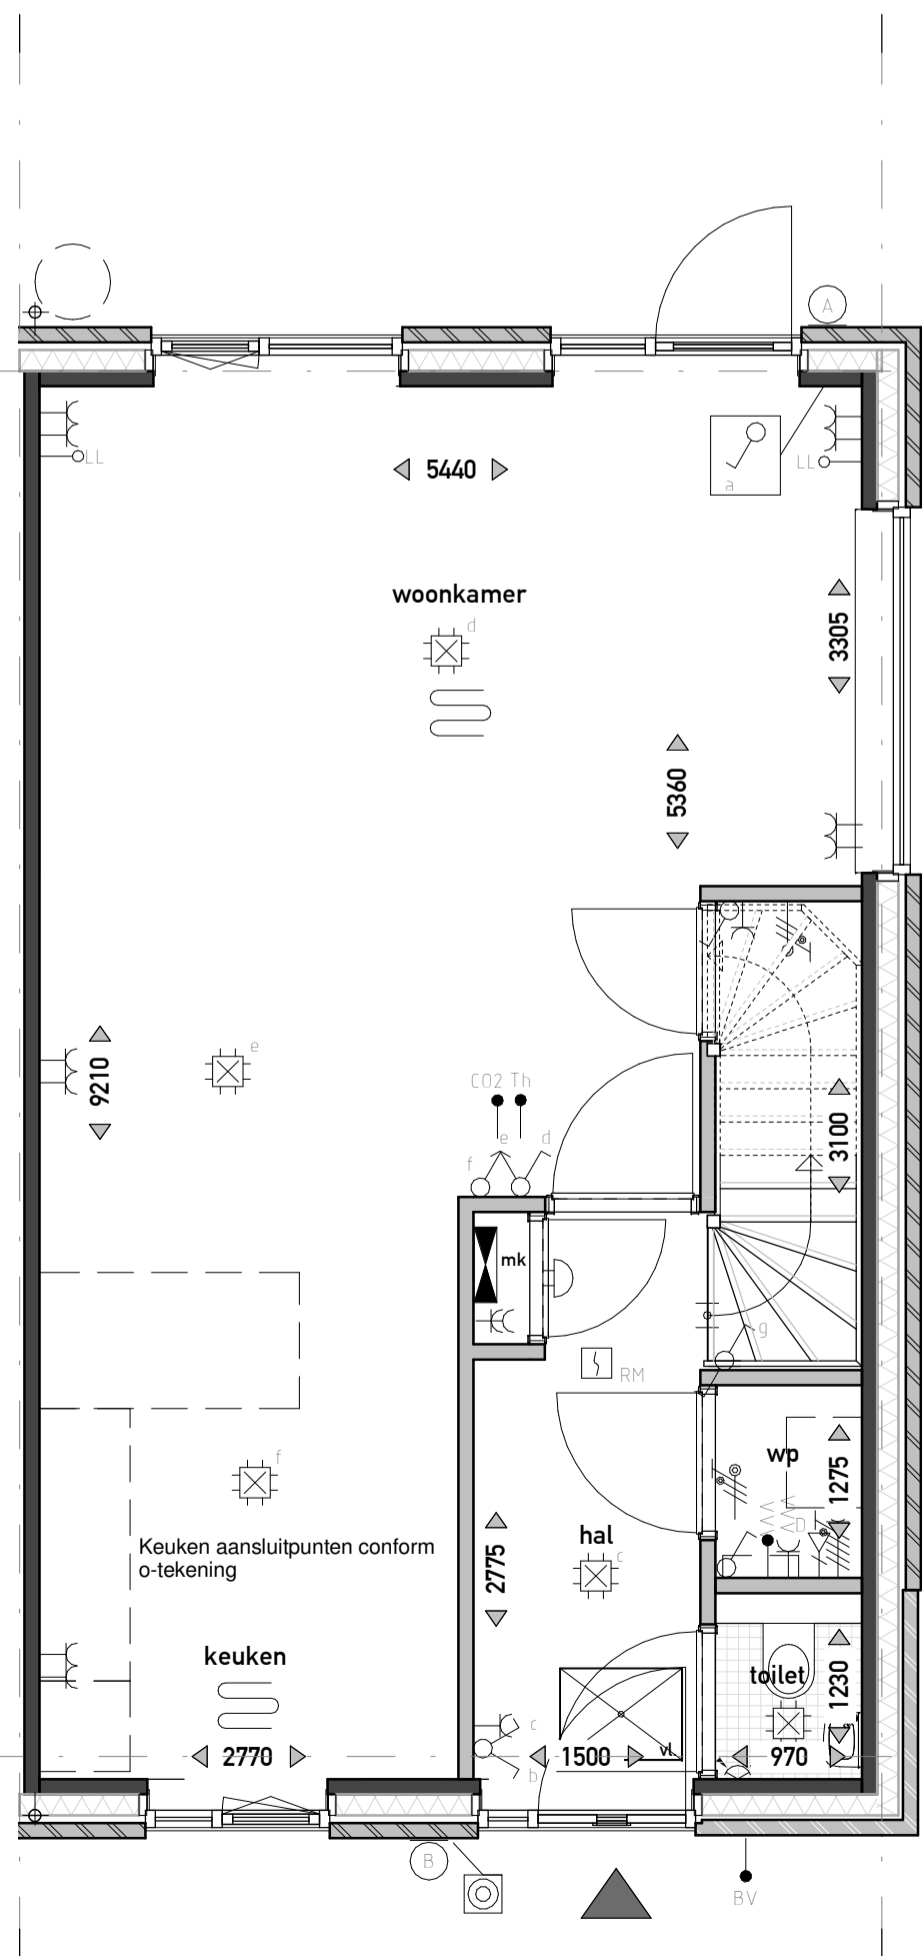 A
LL
a
LL
5440
woonkamer
d
3305
5360
e
9210
CO2 Th
e
d
f
3100
mk
g
RM
f
wp
1275
D
Keuken aansluitpunten conform
o-tekening
hal
c
2775
keuken
toilet
1230
c
b
vl
2770
1500
970
B
BV